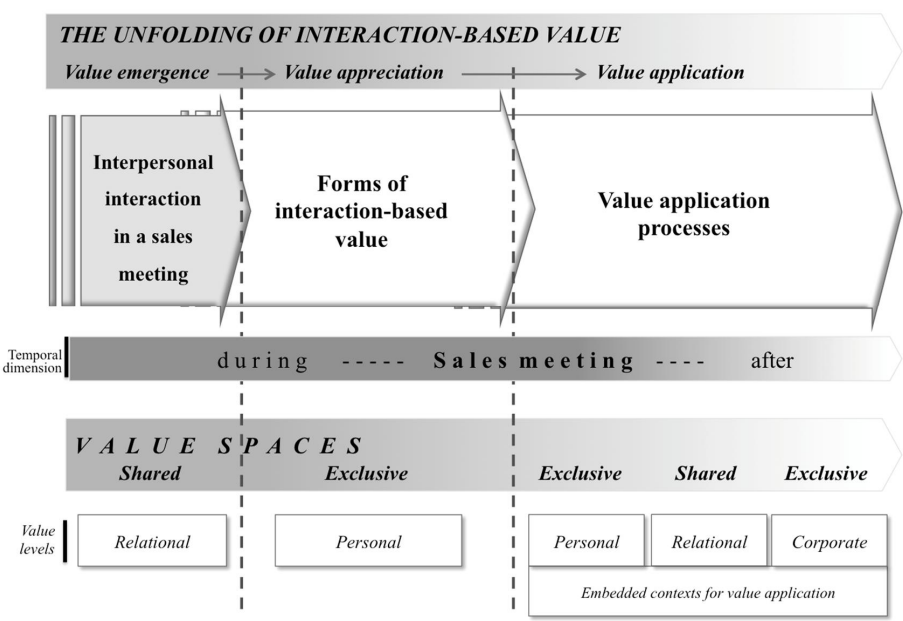 THE UNFOLDING OF INTERACTION-BASED VALUE
Value emergence Value appreciation Value application
Interpersonal
interaction
in a sales
meeting
Forms of
interaction-based
value
Value application
processes
Temporal
dimension
during ----- Sales meeting ---- after
VALUE SPACES
Shared Exclusive Exclusive Shared Exclusive
Value
levels
Relational Personal Personal Relational Corporate
Embedded contexts for value application